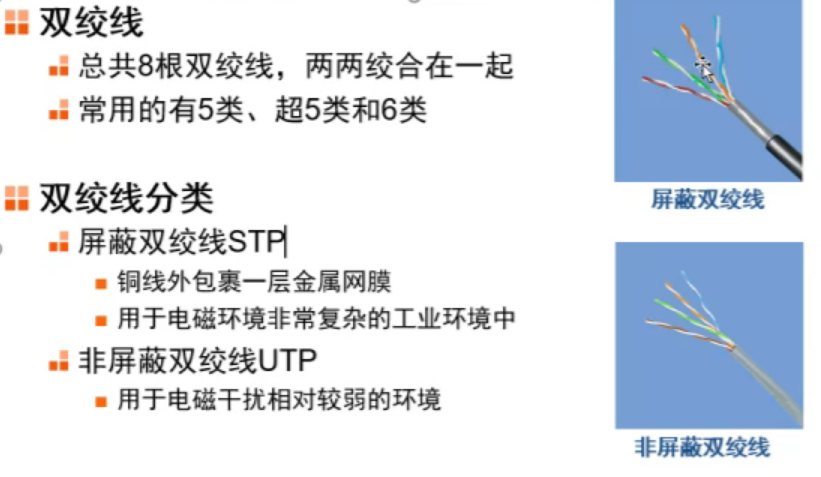 双绞线
总共8根双绞线，两两绞合在一起
常用的有5类、超5类和6类
屏蔽双绞线
双绞线分类
屏蔽双绞线STP
铜线外包裹一层金属网膜
用于电磁环境非常复杂的工业环境中
非屏蔽双绞线UTP
用于电磁干扰相对较弱的环境
非屏蔽双绞线